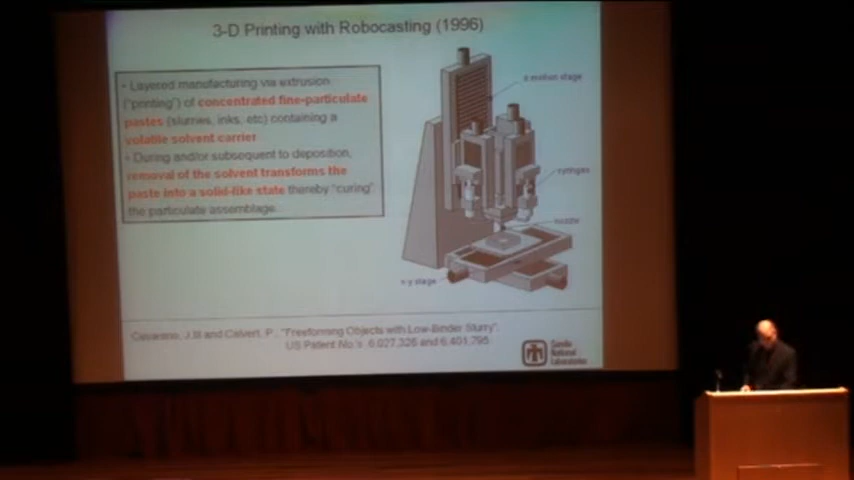 3-D Printing with Robocasting (1996)
• Layered manufacturing via extrusion
("printing") of concentrated fine-particulate
pastes (slurries, inks, etc) containing a
volatile solvent carrier.
• During and/or subsequent to deposition,
removal of the solvent transforms the
paste into a solid-like state thereby "curing"
the particulate assemblage.
z motion stage
syringes
nozzle
x-y stage
Cesarano, J.III and Calvert, P., "Freeforming Objects with Low-Binder Slurry",
US Patent No.'s 6,027,326 and 6,401,795.
Sandia
National
Laboratories